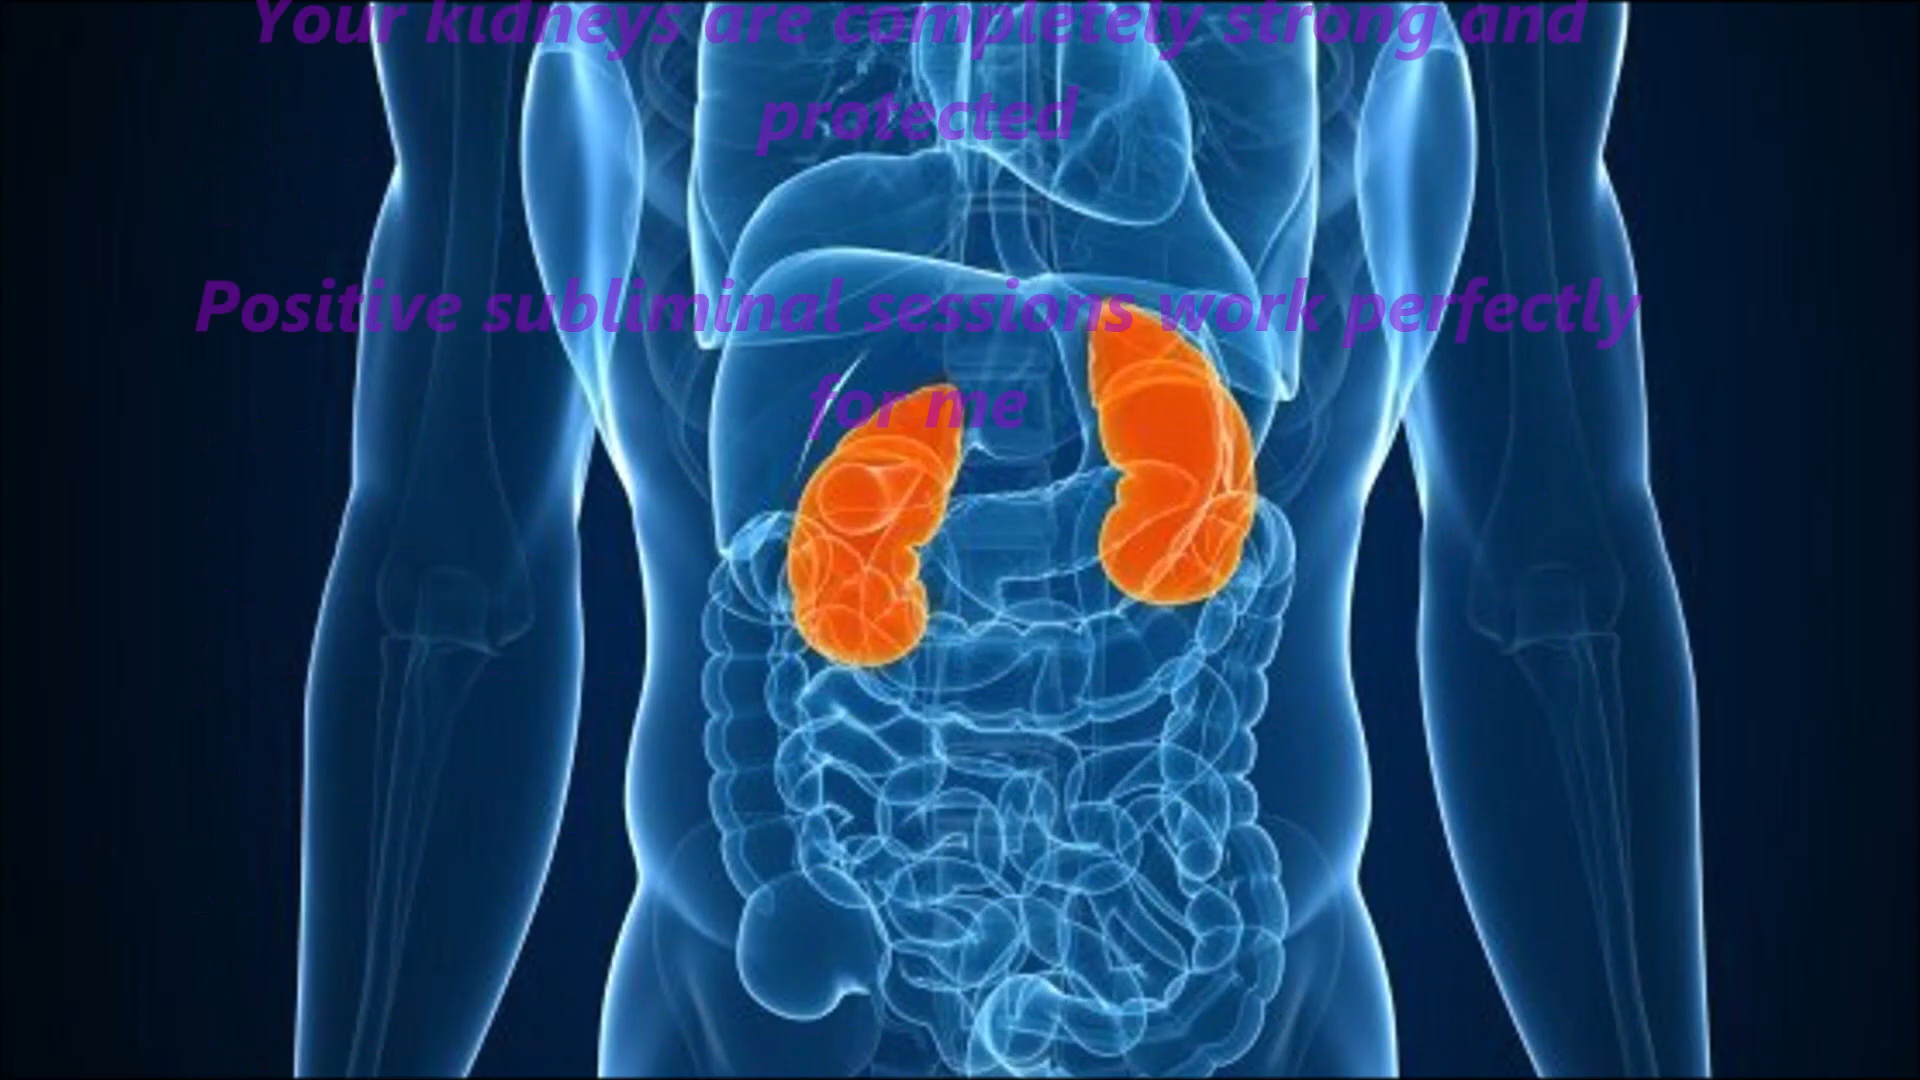 Your kidneys are completely strong and
protected
Positive subliminal sessions work perfectly
for me